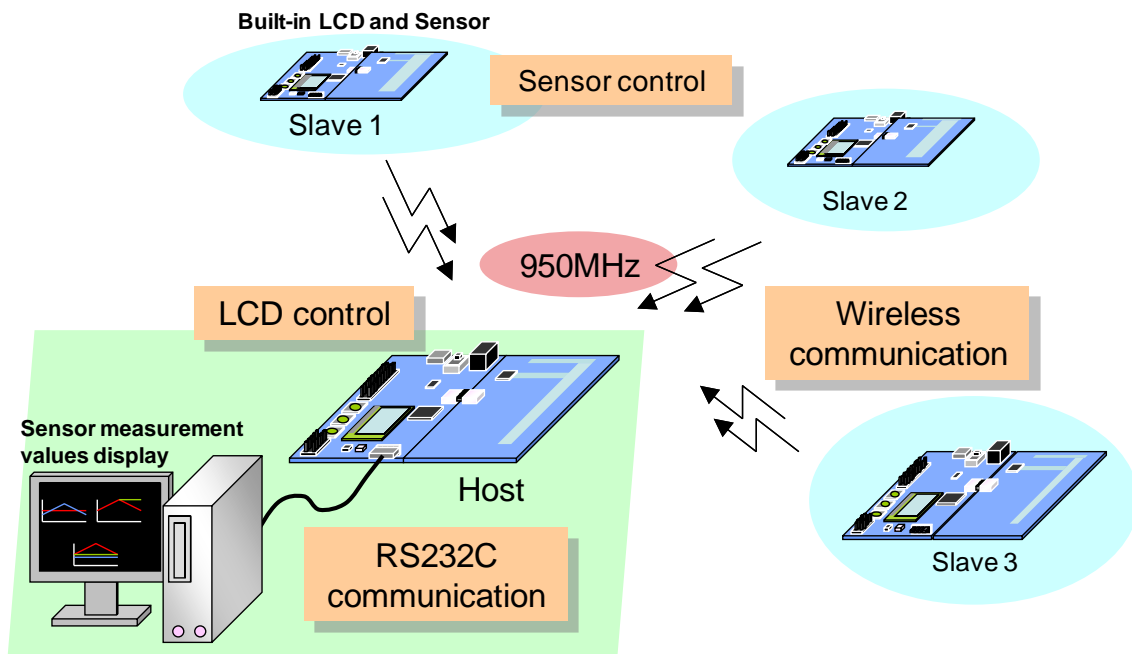 Built-in LCD and Sensor
Sensor control
Slave 1
Slave 2
950MHz
LCD control
Wireless
communication
Sensor measurement
values display
Host
RS232C
communication
Slave 3